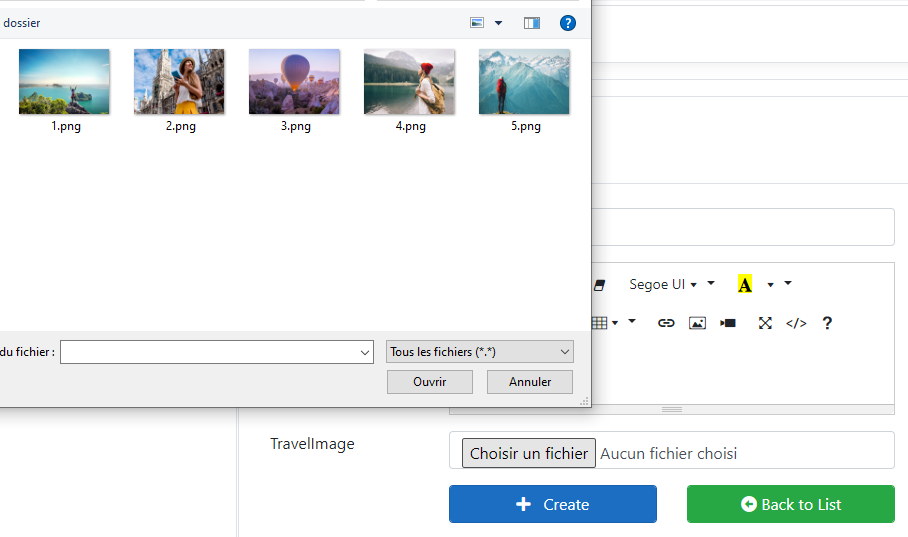 dossier
1.png
2.png
3.png
4.png
5.png
Segoe UI
A
</>
?
du fichier :
Tous les fichiers (*.*)
Ouvrir
Annuler
TravelImage
Choisir un fichier Aucun fichier choisi
Create
Back to List